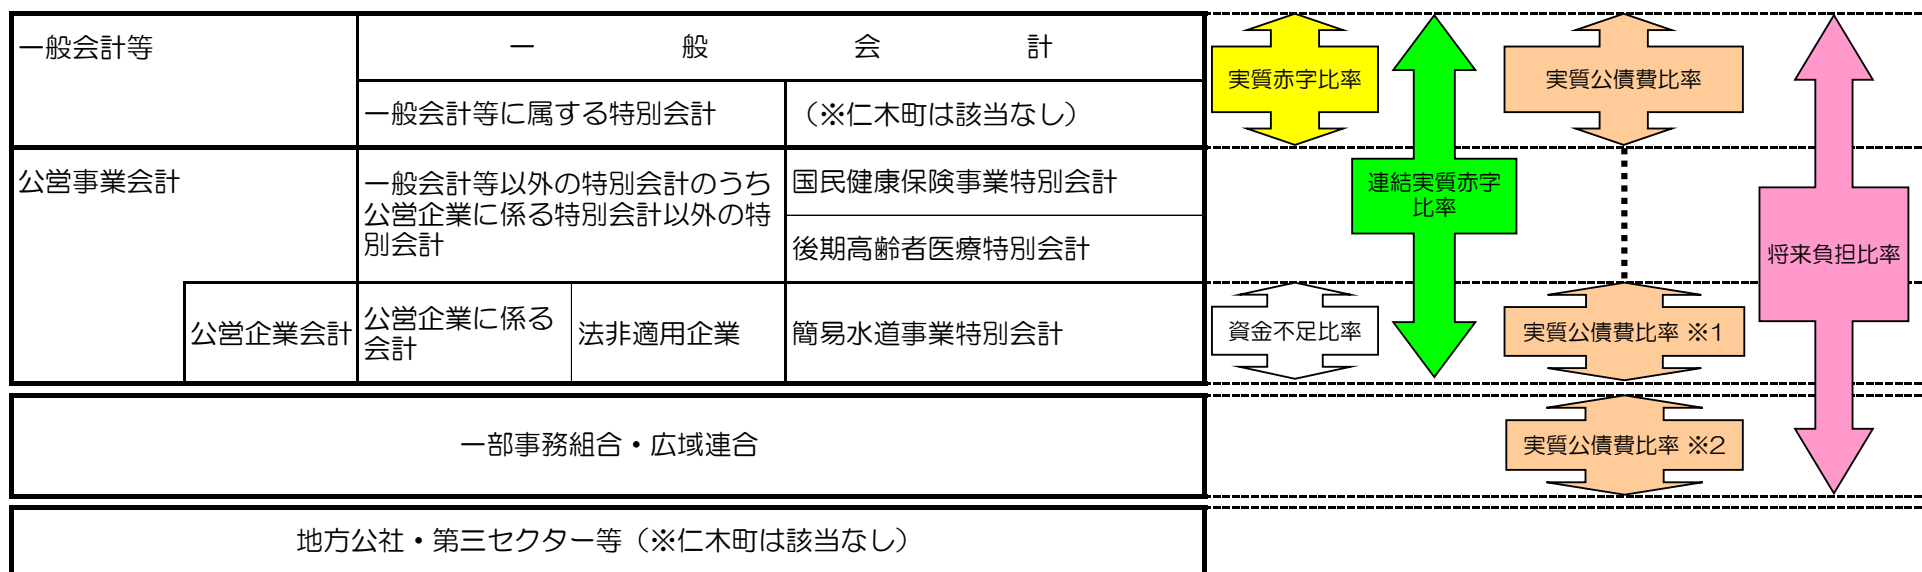 一般会計等
一般会計
一般会計等に属する特別会計
（※仁木町は該当なし）
公営事業会計
一般会計等以外の特別会計のうち
公営企業に係る特別会計以外の特
別会計
国民健康保険事業特別会計
後期高齢者医療特別会計
公営企業会計
公営企業に係る
会計
法非適用企業
簡易水道事業特別会計
一部事務組合・広域連合
地方公社・第三セクター等（※仁木町は該当なし）
実質赤字比率
連結実質赤字
比率
実質公債費比率
将来負担比率
資金不足比率
実質公債費比率 ※1
実質公債費比率 ※2